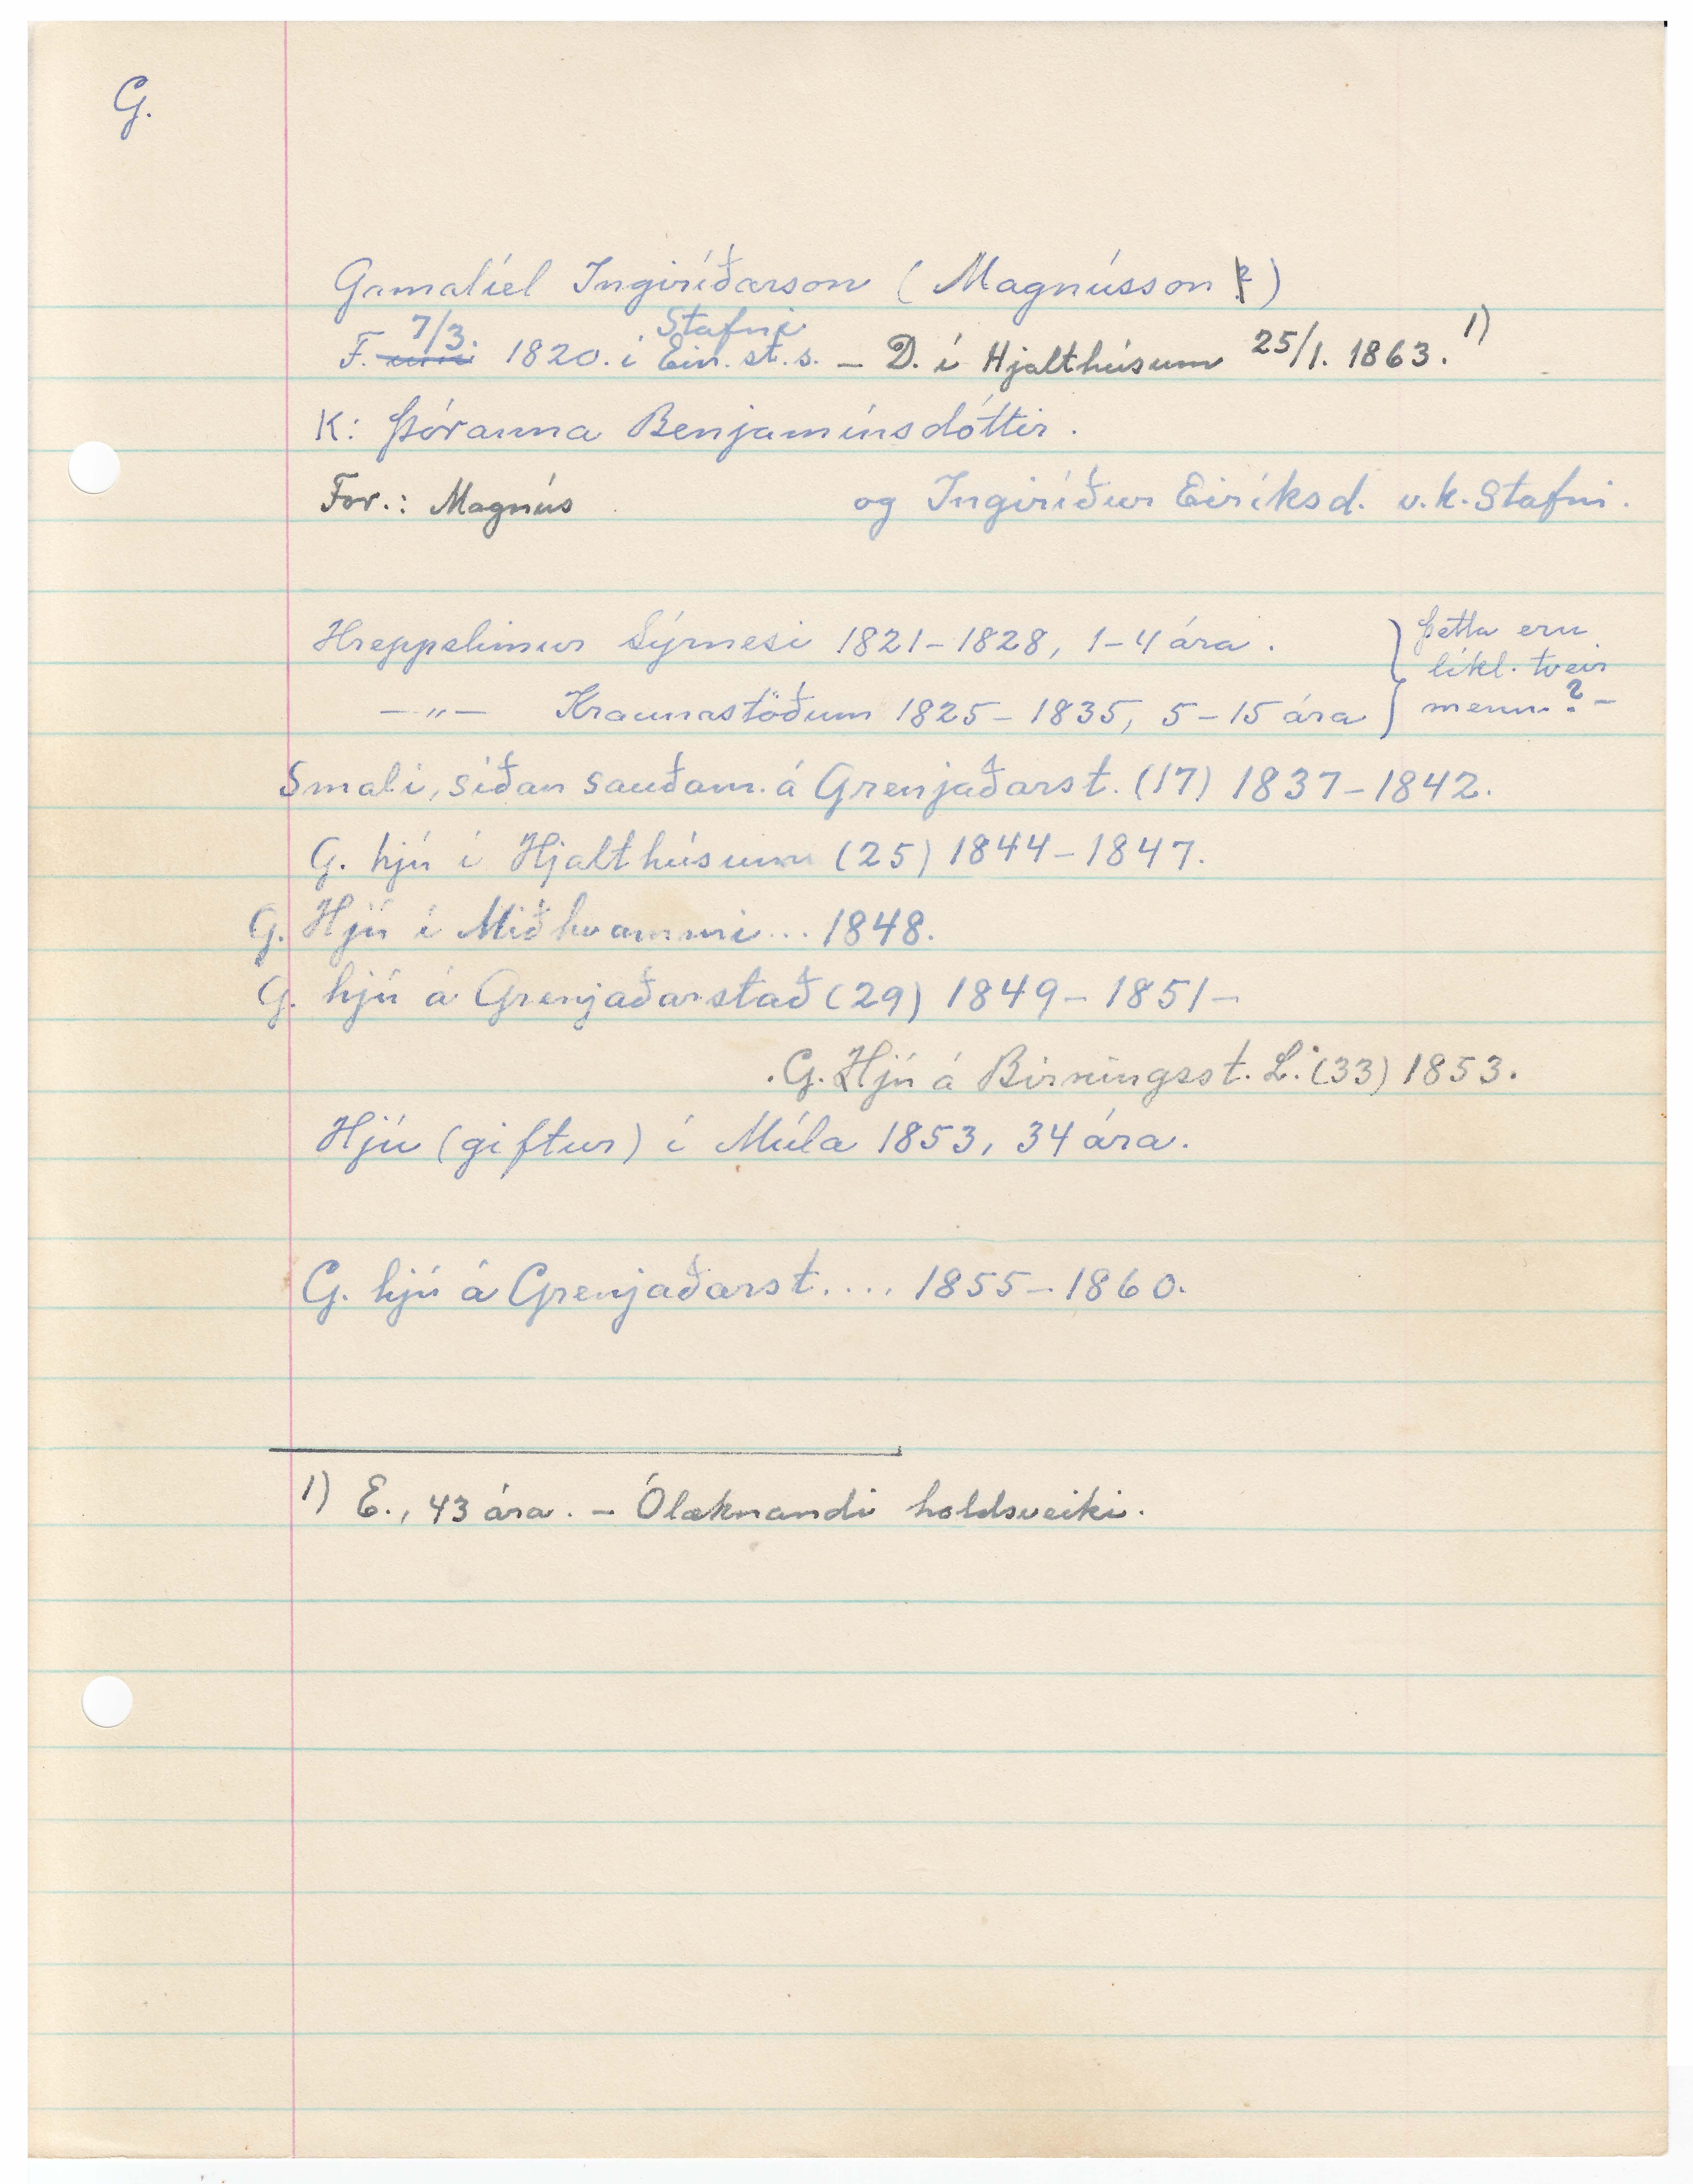 G.
Gamalíel Ingiríðarson (Magnússon ?)
7/3. Stafni
F. 1820. í Ein. st. s. – D. í Hjalthúsum 25/1. 1863. 1)
K: Þóranna Benjamínsdóttir.
For.: Magnús og Ingiríður Eiríksd. v.k. Stafni.
Hreppslimur Sýrnesi 1821–1828, 1–4 ára. } Þetta eru
líkl. tveir
–„– Kraunastöðum 1825–1835, 5–15 ára } menn ? –
Smali, síðan sauðam. á Grenjaðarst. (17) 1837–1842.
G. hjú í Hjalthúsum (25) 1844–1847.
G. Hjú í Miðhvammi... 1848.
G. hjú á Grenjaðarstað (29) 1849–1851–
.G. Hjú á Birningsst. L. (33) 1853.
Hjú (giftur) í Múla 1853, 34 ára.
G. hjú á Grenjaðarst.... 1855–1860.
1) E., 43 ára. – Ólæknandi holdsveiki.